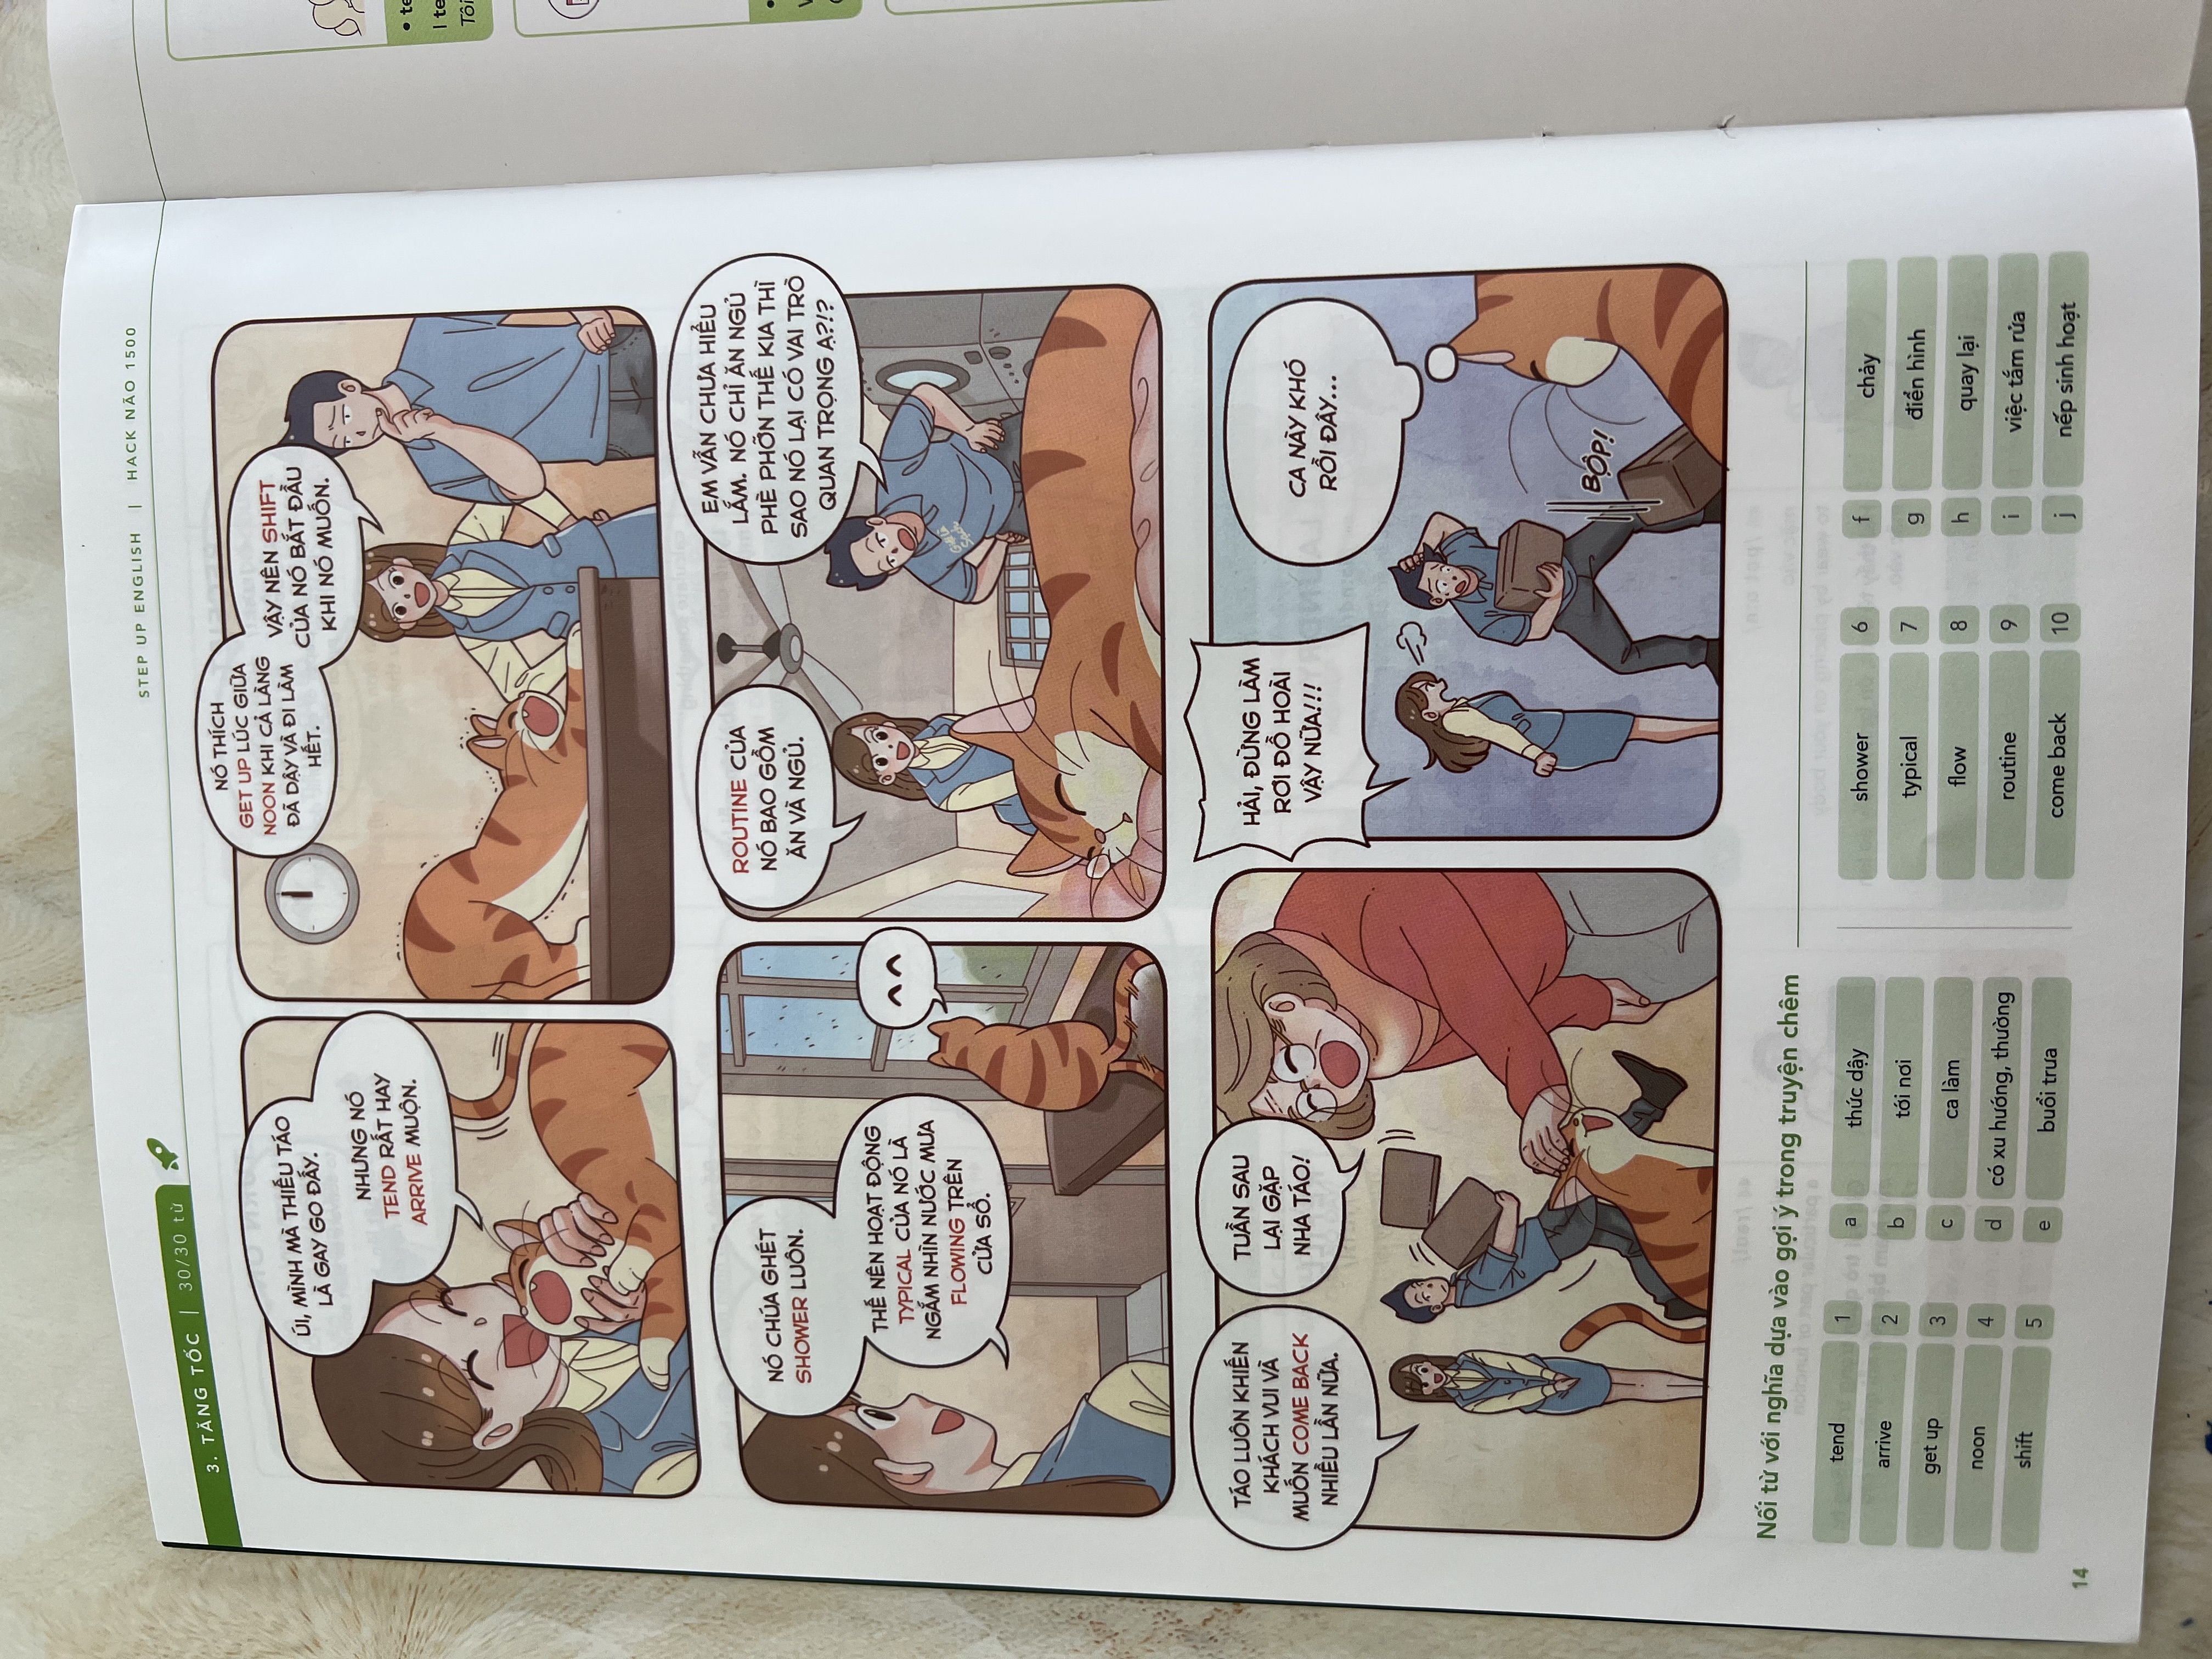 3. TĂNG TỐC | 30/30 từ
STEP UP ENGLISH | HACK NÃO 1500
ÚI, MÌNH MÀ THIẾU TÁO
LÀ GAY GO ĐẤY.
NHƯNG NÓ
TEND RẤT HAY
ARRIVE MUỘN.
NÓ THÍCH
GET UP LÚC GIỮA
NOON KHI CẢ LÀNG
ĐÃ DẬY VÀ ĐI LÀM
HẾT.
VẬY NÊN SHIFT
CỦA NÓ BẮT ĐẦU
KHI NÓ MUỐN.
NÓ CHÚA GHÉT
SHOWER LUÔN.
THẾ NÊN HOẠT ĐỘNG
TYPICAL CỦA NÓ LÀ
NGẮM NHÌN NƯỚC MƯA
FLOWING TRÊN
CỬA SỔ.
ROUTINE CỦA
NÓ BAO GỒM
ĂN VÀ NGỦ.
EM VẪN CHƯA HIỂU
LẮM. NÓ CHỈ ĂN NGỦ
PHÈ PHỠN THẾ KIA THÌ
SAO NÓ LẠI CÓ VAI TRÒ
QUAN TRỌNG Ạ?!?
Giặt là
Sạch
TÁO LUÔN KHIẾN
KHÁCH VUI VÀ
MUỐN COME BACK
NHIỀU LẦN NỮA.
TUẦN SAU
LẠI GẶP
NHA TÁO!
HẢI, ĐỪNG LÀM
RƠI ĐỒ HOÀI
VẬY NỮA!!!
CA NÀY KHÓ
RỒI ĐÂY...
BỘP!
Nối từ với nghĩa dựa vào gợi ý trong truyện chêm
tend 1 a thức dậy
arrive 2 b tới nơi
get up 3 c ca làm
noon 4 d có xu hướng, thường
shift 5 e buổi trưa
shower 6 f chảy
typical 7 g điển hình
flow 8 h quay lại
routine 9 i việc tắm rửa
come back 10 j nếp sinh hoạt
14
• te
I te
Tôi